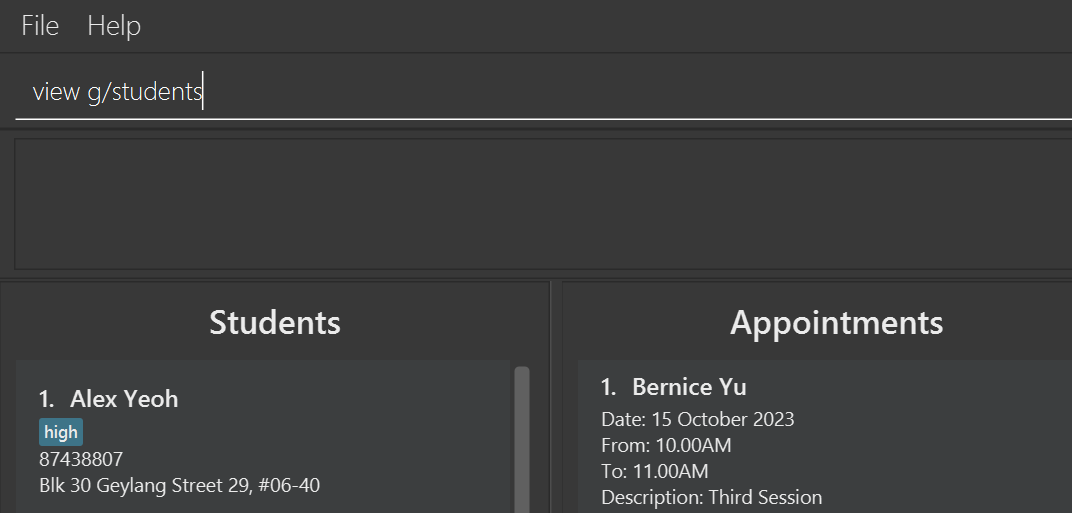 File Help
view g/students
Students
1. Alex Yeoh
high
87438807
Blk 30 Geylang Street 29, #06-40
Appointments
1. Bernice Yu
Date: 15 October 2023
From: 10.00AM
To: 11.00AM
Description: Third Session